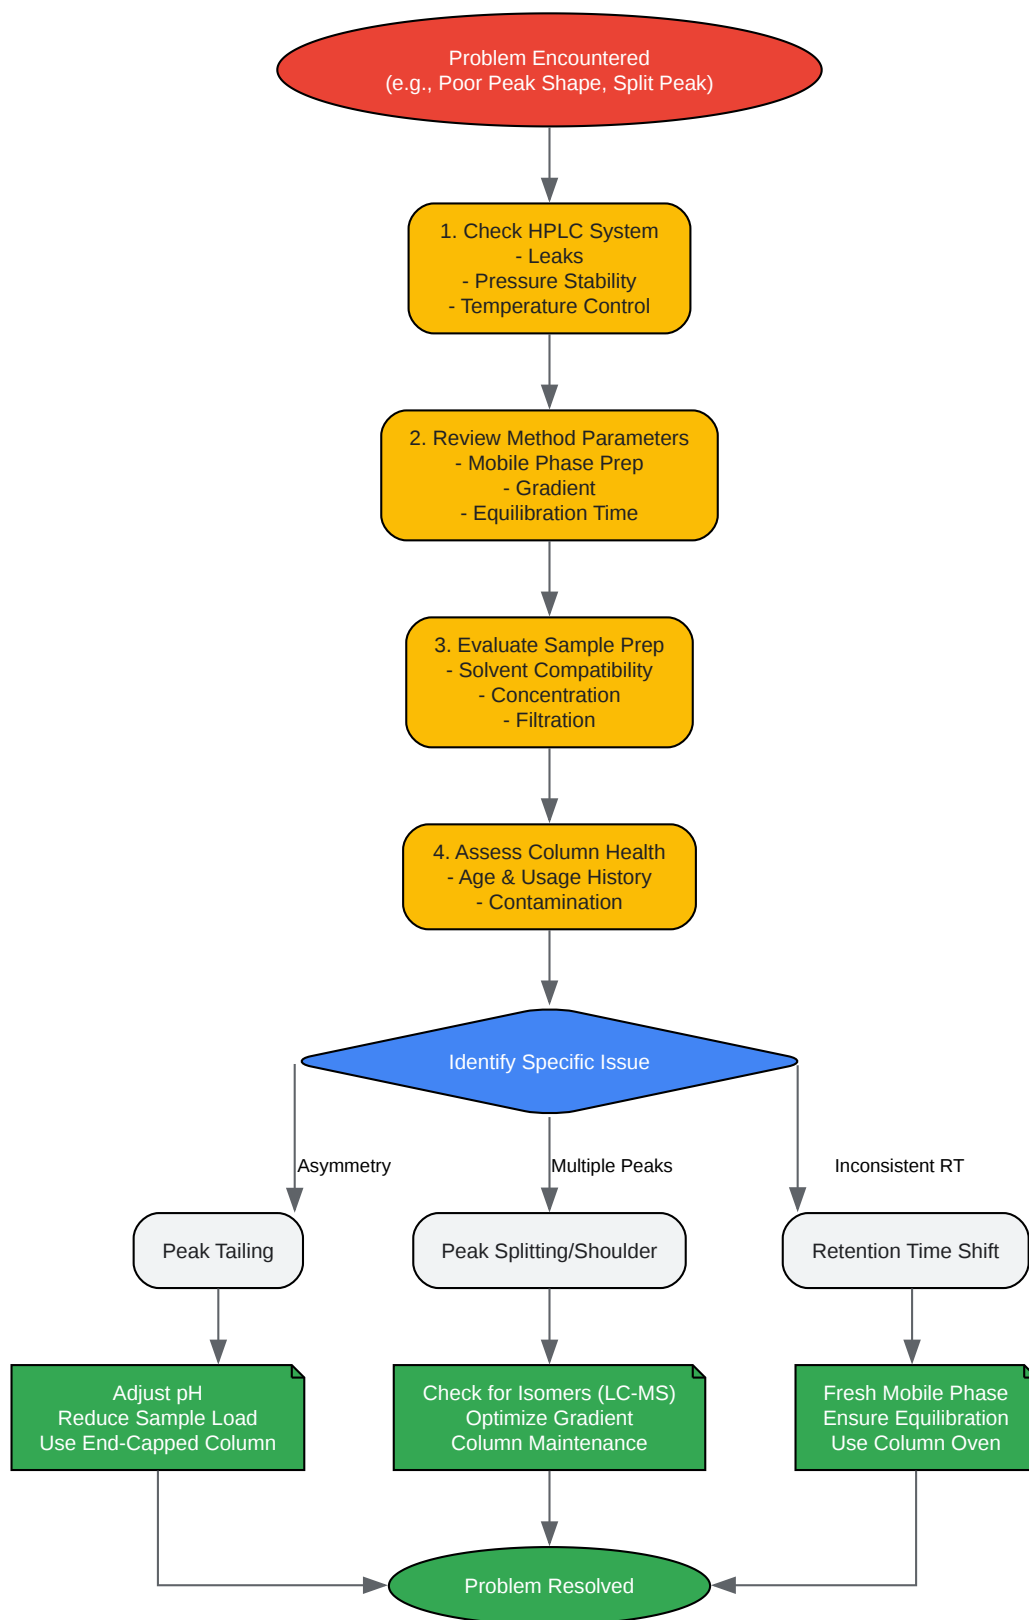 Problem Encountered
(e.g., Poor Peak Shape, Split Peak)
1. Check HPLC System
- Leaks
- Pressure Stability
- Temperature Control
2. Review Method Parameters
- Mobile Phase Prep
- Gradient
- Equilibration Time
3. Evaluate Sample Prep
- Solvent Compatibility
- Concentration
- Filtration
4. Assess Column Health
- Age & Usage History
- Contamination
Identify Specific Issue
Asymmetry
Multiple Peaks
Inconsistent RT
Peak Tailing
Peak Splitting/Shoulder
Retention Time Shift
Adjust pH
Reduce Sample Load
Use End-Capped Column
Check for Isomers (LC-MS)
Optimize Gradient
Column Maintenance
Fresh Mobile Phase
Ensure Equilibration
Use Column Oven
Problem Resolved